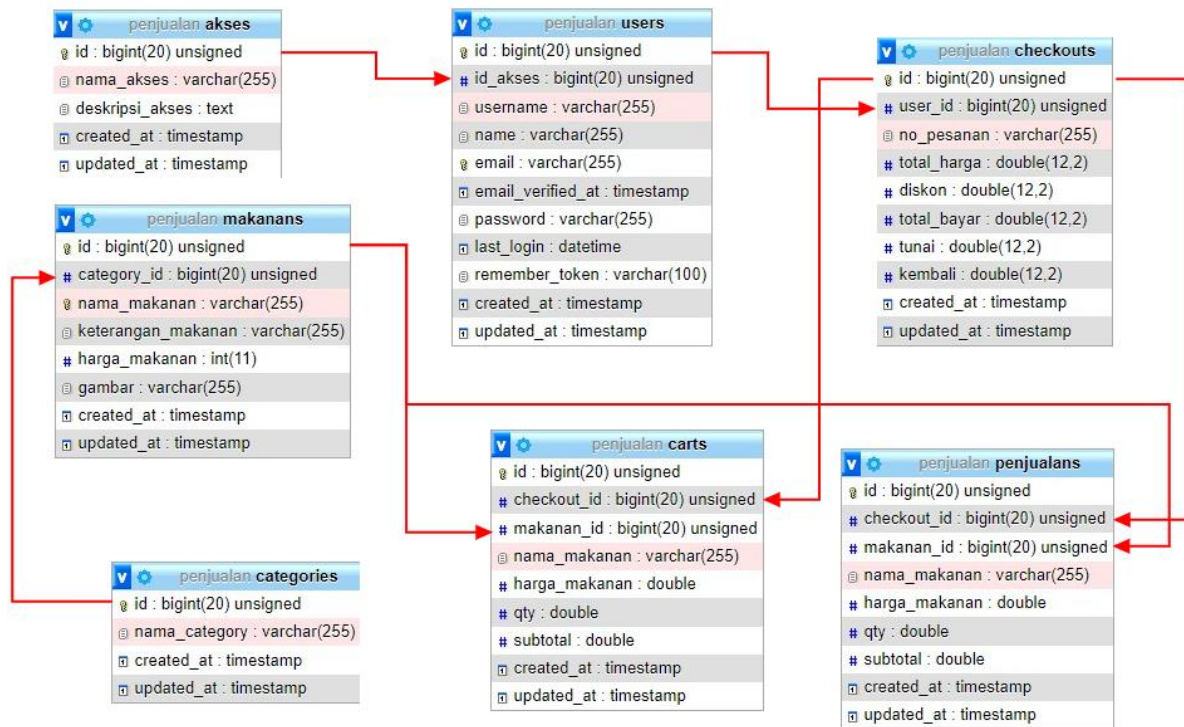 penjualan akses
id : bigint(20) unsigned
nama_akses : varchar(255)
deskripsi_akses : text
created_at : timestamp
updated_at : timestamp
penjualan users
id : bigint(20) unsigned
id_akses : bigint(20) unsigned
username : varchar(255)
name : varchar(255)
email : varchar(255)
email_verified_at : timestamp
password : varchar(255)
last_login : datetime
remember_token : varchar(100)
created_at : timestamp
updated_at : timestamp
penjualan checkouts
id : bigint(20) unsigned
user_id : bigint(20) unsigned
no_pesanan : varchar(255)
total_harga : double(12,2)
diskon : double(12,2)
total_bayar : double(12,2)
tunai : double(12,2)
kembali : double(12,2)
created_at : timestamp
updated_at : timestamp
penjualan makanans
id : bigint(20) unsigned
category_id : bigint(20) unsigned
nama_makanan : varchar(255)
keterangan_makanan : varchar(255)
harga_makanan : int(11)
gambar : varchar(255)
created_at : timestamp
updated_at : timestamp
penjualan carts
id : bigint(20) unsigned
checkout_id : bigint(20) unsigned
makanan_id : bigint(20) unsigned
nama_makanan : varchar(255)
harga_makanan : double
qty : double
subtotal : double
created_at : timestamp
updated_at : timestamp
penjualan penjualans
id : bigint(20) unsigned
checkout_id : bigint(20) unsigned
makanan_id : bigint(20) unsigned
nama_makanan : varchar(255)
harga_makanan : double
qty : double
subtotal : double
created_at : timestamp
updated_at : timestamp
penjualan categories
id : bigint(20) unsigned
nama_category : varchar(255)
created_at : timestamp
updated_at : timestamp